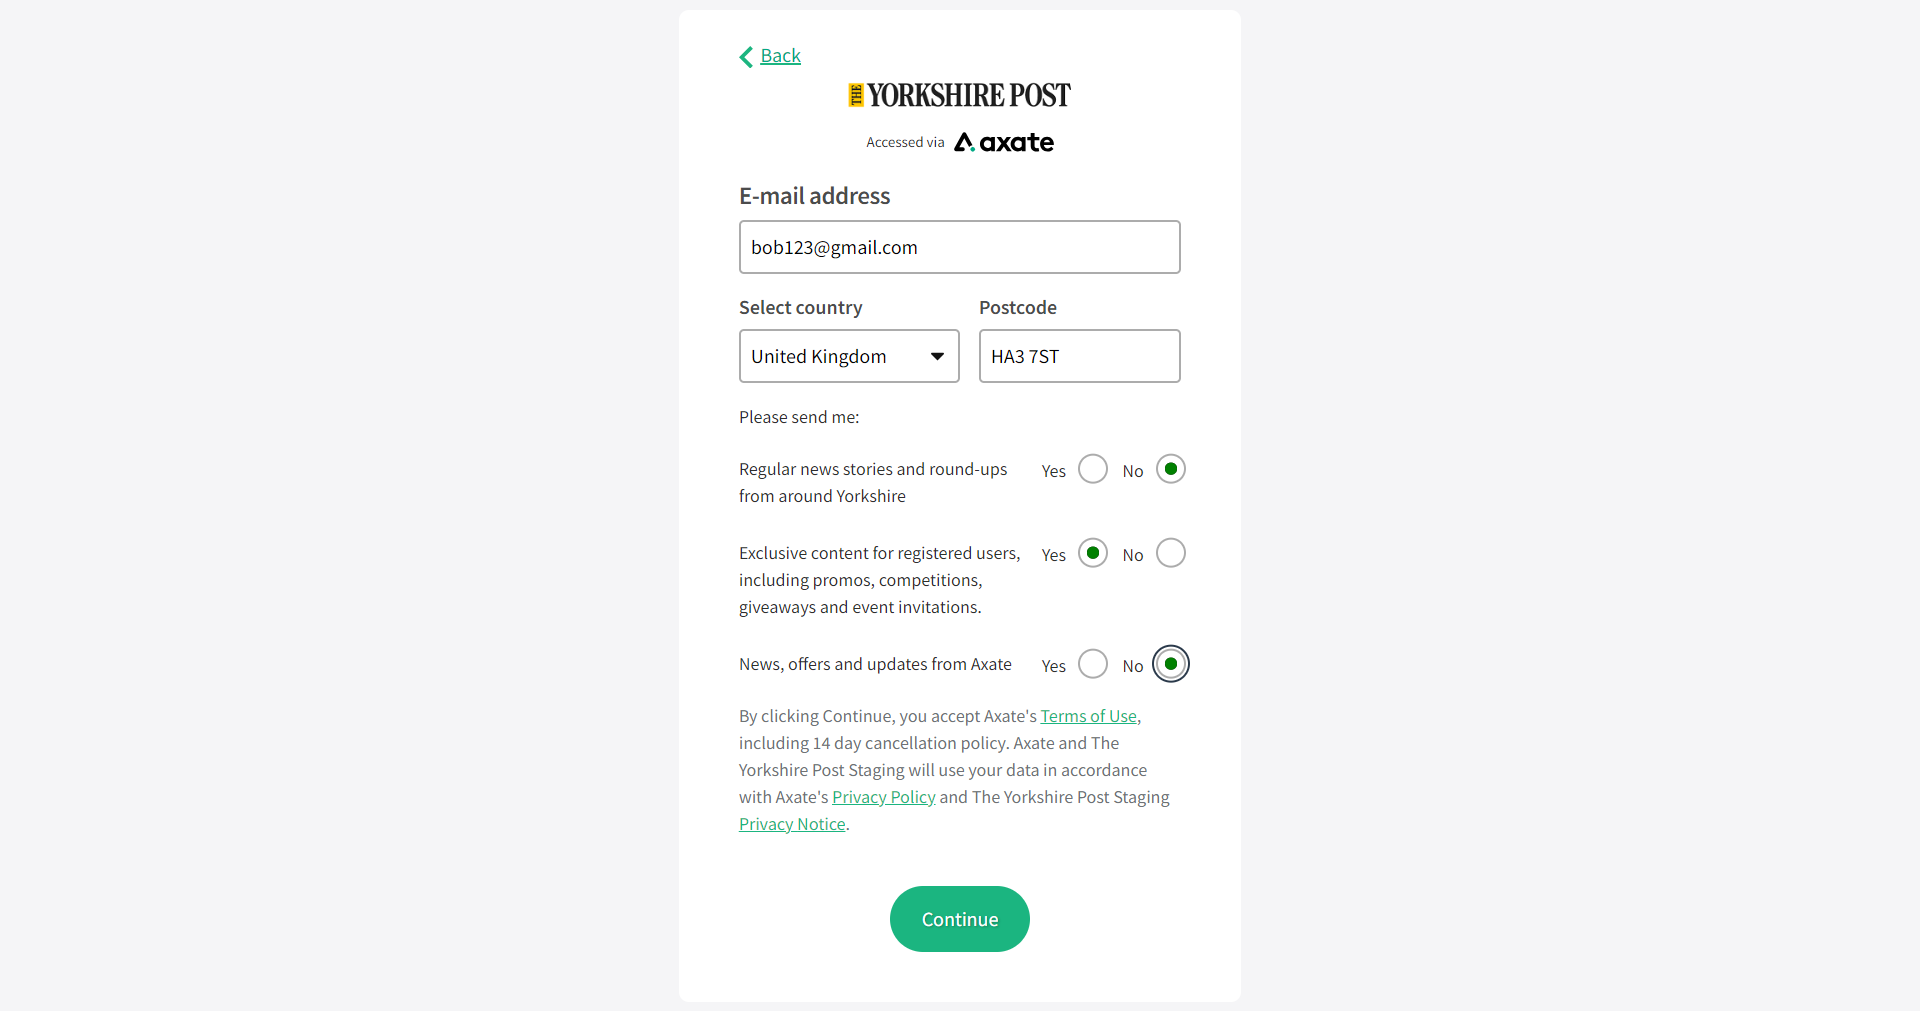 Back
THE YORKSHIRE POST
Accessed via axate
E-mail address
bob123@gmail.com
Select country Postcode
United Kingdom HA3 7ST
Please send me:
Regular news stories and round-ups Yes No
from around Yorkshire
Exclusive content for registered users, Yes No
including promos, competitions,
giveaways and event invitations.
News, offers and updates from Axate Yes No
By clicking Continue, you accept Axate's Terms of Use,
including 14 day cancellation policy. Axate and The
Yorkshire Post Staging will use your data in accordance
with Axate's Privacy Policy and The Yorkshire Post Staging
Privacy Notice.
Continue